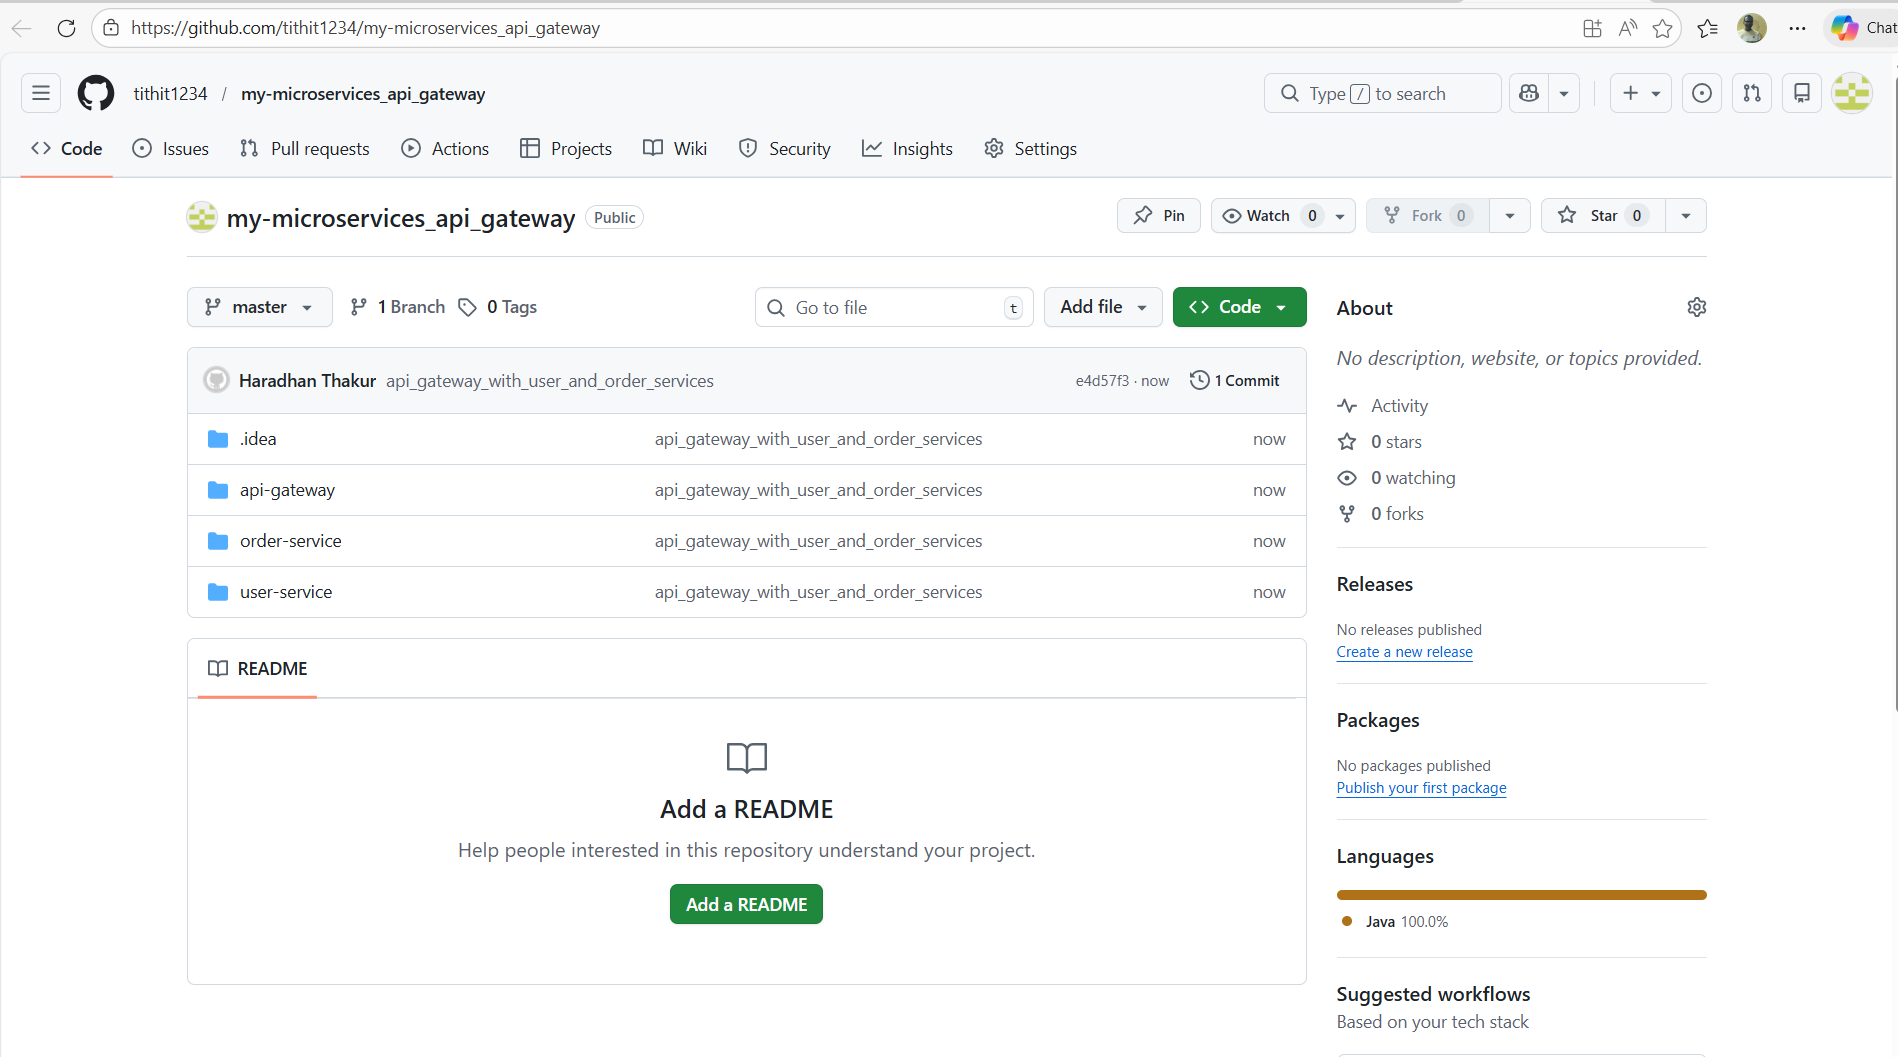 https://github.com/tithit1234/my-microservices_api_gateway
Chat
tithit1234 / my-microservices_api_gateway
Type / to search
Code Issues Pull requests Actions Projects Wiki Security Insights Settings
my-microservices_api_gateway Public
Pin Watch 0 Fork 0 Star 0
master 1 Branch 0 Tags Go to file t Add file Code
Haradhan Thakur api_gateway_with_user_and_order_services e4d57f3 · now 1 Commit
.idea api_gateway_with_user_and_order_services now
api-gateway api_gateway_with_user_and_order_services now
order-service api_gateway_with_user_and_order_services now
user-service api_gateway_with_user_and_order_services now
README
Add a README
Help people interested in this repository understand your project.
Add a README
About
No description, website, or topics provided.
Activity
0 stars
0 watching
0 forks
Releases
No releases published
Create a new release
Packages
No packages published
Publish your first package
Languages
Java 100.0%
Suggested workflows
Based on your tech stack